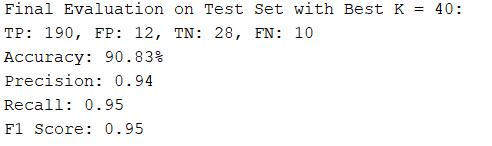 Final Evaluation on Test Set with Best K = 40:
TP: 190, FP: 12, TN: 28, FN: 10
Accuracy: 90.83%
Precision: 0.94
Recall: 0.95
F1 Score: 0.95